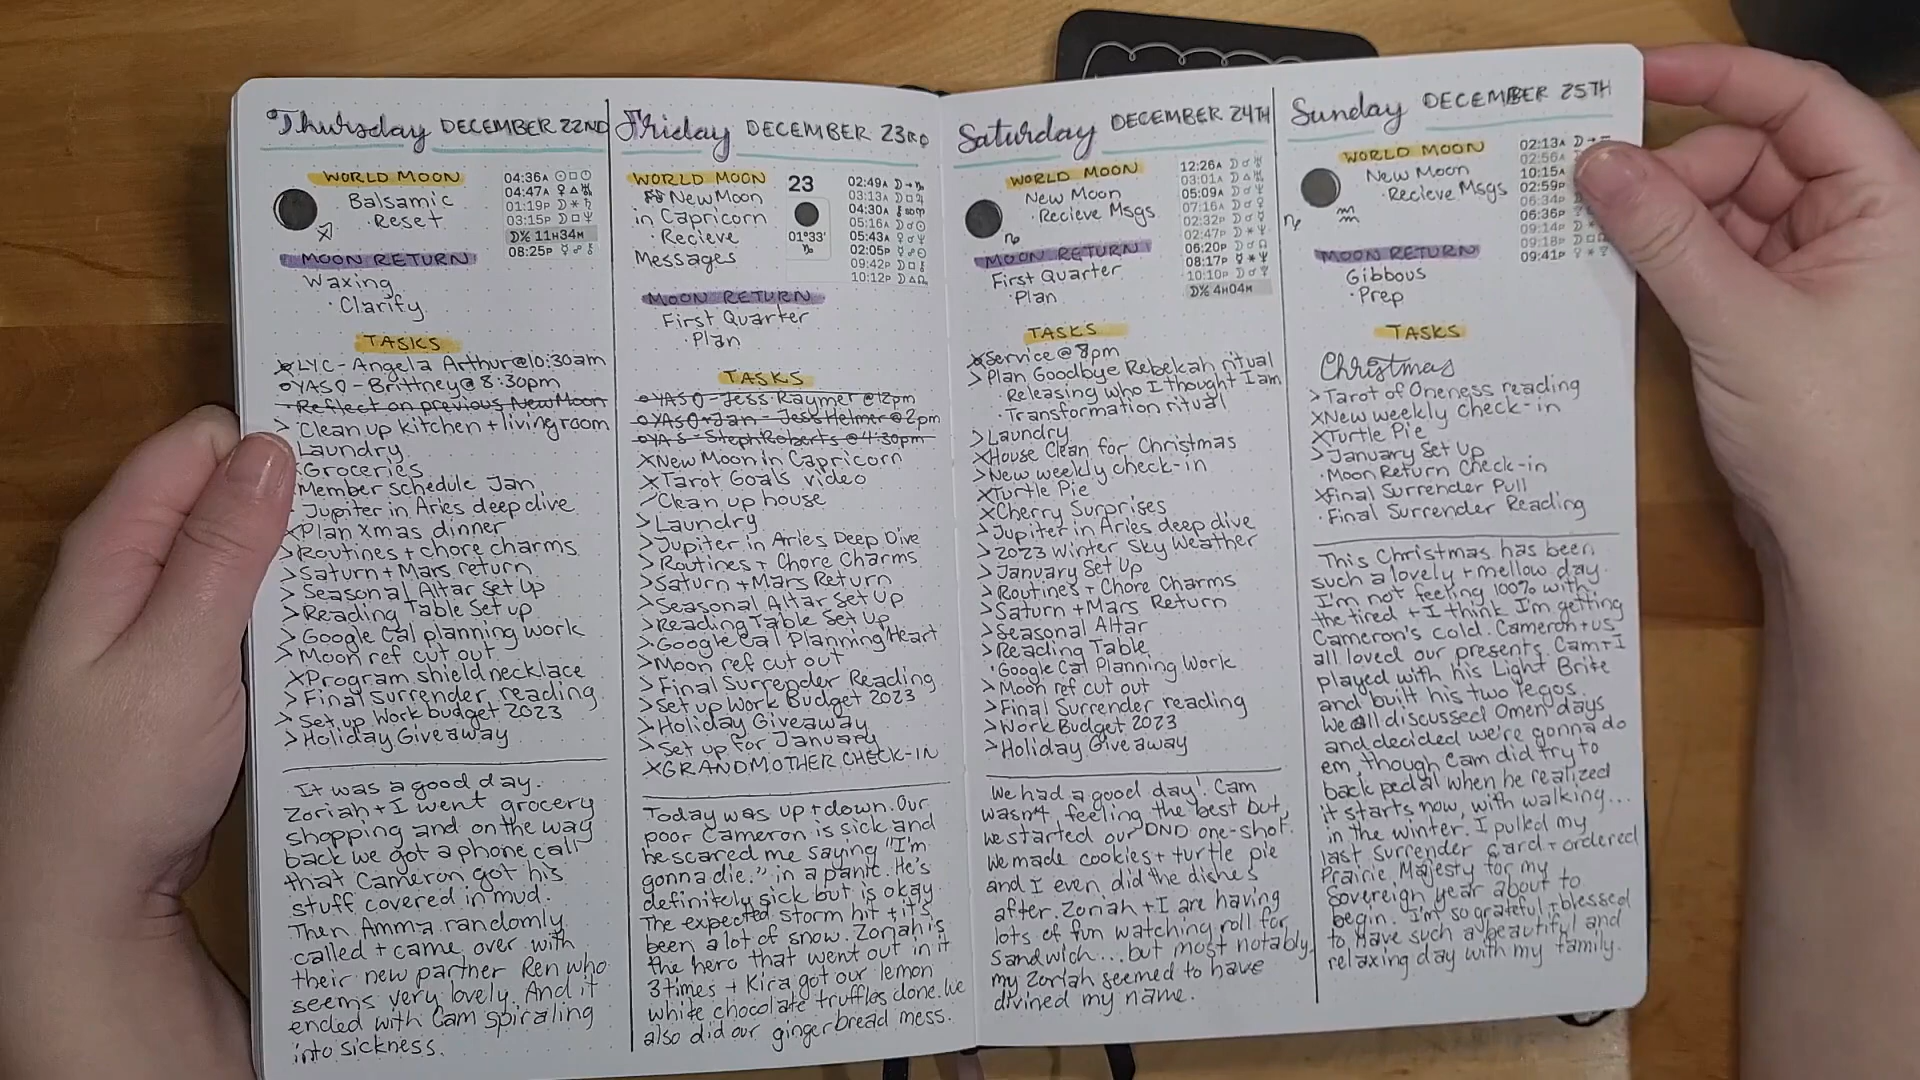 Thursday DECEMBER 22ND
WORLD MOON
Balsamic
· Reset
04:36A ☉□☽
04:47A ♀△♅
01:19P ☽✶♄
03:15P ☽□♆
D% 11H34M
08:25P ☿☍⚷
MOON RETURN
Waxing
· Clarify
TASKS
LYC - Angela Arthur@10:30am
YASO - Brittney@8:30pm
· Reflect on previous New Moon
> Clean up kitchen + living room
Laundry
Groceries
Member schedule Jan
Jupiter in Aries deep dive
X Plan Xmas dinner
> Routines + chore charms
> Saturn + Mars return
> Seasonal Altar Set Up
> Reading Table Set up
> Google Cal planning work
> Moon ref cut out
X Program shield necklace
> Final Surrender reading
> Set up Work budget 2023
> Holiday Giveaway
It was a good day.
Zoriah + I went grocery
shopping and on the way
back we got a phone call
that Cameron got his
stuff covered in mud.
Then Amma randomly
called + came over with
their new partner Ren who
seems very lovely. And it
ended with Cam spiraling
into sickness.
Friday DECEMBER 23RD
WORLD MOON
New Moon
in Capricorn
· Recieve
Messages
23
01°33'
♑
02:49A
03:13A
04:30A
05:16A
05:43A
02:05P
09:42P
10:12P
MOON RETURN
First Quarter
· Plan
TASKS
YASO - Jess Raymer @12pm
YASO - Jan - Jess Helmer @ 2pm
YAS - Steph Roberts @ 4:30pm
X New Moon in Capricorn
X Tarot Goals video
/ Clean up house
> Laundry
> Jupiter in Aries Deep Dive
> Routines + Chore Charms
> Saturn + Mars Return
> Seasonal Altar Set Up
> Reading Table Set Up
> Google Cal Planning Heart
> Moon ref cut out
> Final Surrender Reading
> Set up Work Budget 2023
> Holiday Giveaway
> Set up for January
X GRANDMOTHER CHECK-IN
Today was up + down. Our
poor Cameron is sick and
he scared me saying "I'm
gonna die." in a panic. He's
definitely sick but is okay.
The expected storm hit + it's
been a lot of snow. Zoriah is
the hero that went out in it
3 times + Kira got our lemon
white chocolate truffles done. We
also did our gingerbread mess.
Saturday DECEMBER 24TH
WORLD MOON
New Moon
· Recieve Msgs
♑
12:26A
03:01A
05:09A
07:16A
02:32P
02:47P
06:20P
08:17P
10:10P
D% 4H04M
MOON RETURN
First Quarter
· Plan
TASKS
Service @ 8pm
> Plan Goodbye Rebekah ritual
· Releasing who I thought I am
· Transformation ritual
> Laundry
X House Clean for Christmas
> New weekly check-in
X Turtle Pie
X Cherry Surprises
> Jupiter in Aries deep dive
> 2023 Winter Sky Weather
> January Set Up
> Routines + Chore Charms
> Saturn + Mars Return
> Seasonal Altar
> Reading Table
· Google Cal Planning Work
> Moon ref cut out
> Final Surrender reading
> Work Budget 2023
> Holiday Giveaway
We had a good day! Cam
wasn't feeling the best but
we started our DND one-shot.
We made cookies + turtle pie
and I even did the dishes
after. Zoriah + I are having
lots of fun watching roll for
Sandwich... but most notably
my Zoriah seemed to have
divined my name.
Sunday DECEMBER 25TH
WORLD MOON
New Moon
· Recieve Msgs
♑ ♒
02:13A
02:56A
10:15A
02:59P
06:34P
06:36P
09:14P
09:18P
09:41P
MOON RETURN
Gibbous
· Prep
TASKS
Christmas
> Tarot of Oneness reading
X New weekly check-in
X Turtle Pie
> January Set Up
· Moon Return Check-in
X Final Surrender Pull
· Final Surrender Reading
This Christmas has been
such a lovely + mellow day.
I'm not feeling 100% with
the tired + I think I'm getting
Cameron's cold. Cameron + us
all loved our presents. Cam + I
played with his Light Brite
and built his two legos.
We all discussed Omen days
and decided we're gonna do
em, though Cam did try to
back pedal when he realized
it starts now, with walking...
in the winter. I pulled my
last surrender card + ordered
Prairie Majesty for my
Sovereign year about to
begin. I'm so grateful + blessed
to have such a beautiful and
relaxing day with my family.